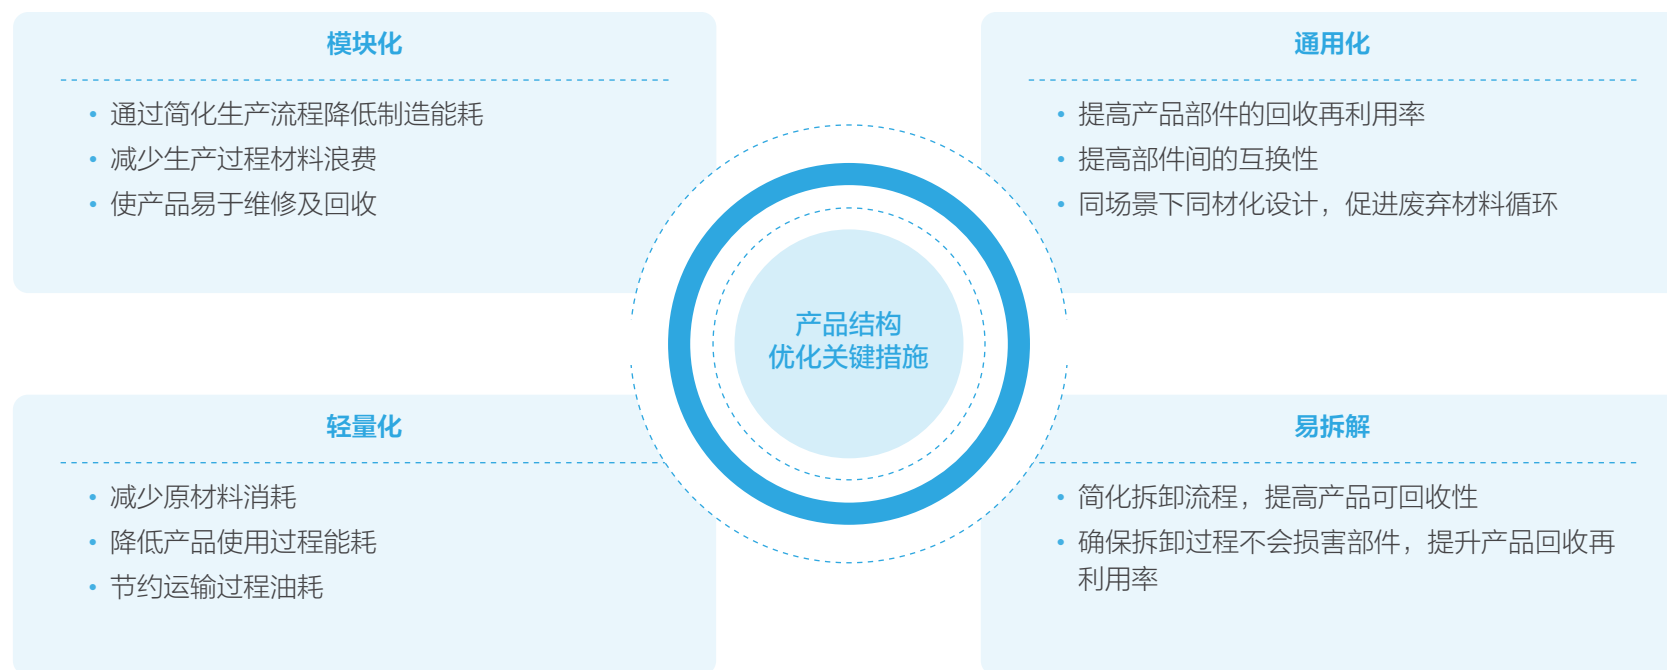 模块化
• 通过简化生产流程降低制造能耗
• 减少生产过程材料浪费
• 使产品易于维修及回收
通用化
• 提高产品部件的回收再利用率
• 提高部件间的互换性
• 同场景下同材化设计，促进废弃材料循环
产品结构
优化关键措施
轻量化
• 减少原材料消耗
• 降低产品使用过程能耗
• 节约运输过程油耗
易拆解
• 简化拆卸流程，提高产品可回收性
• 确保拆卸过程不会损害部件，提升产品回收再
利用率